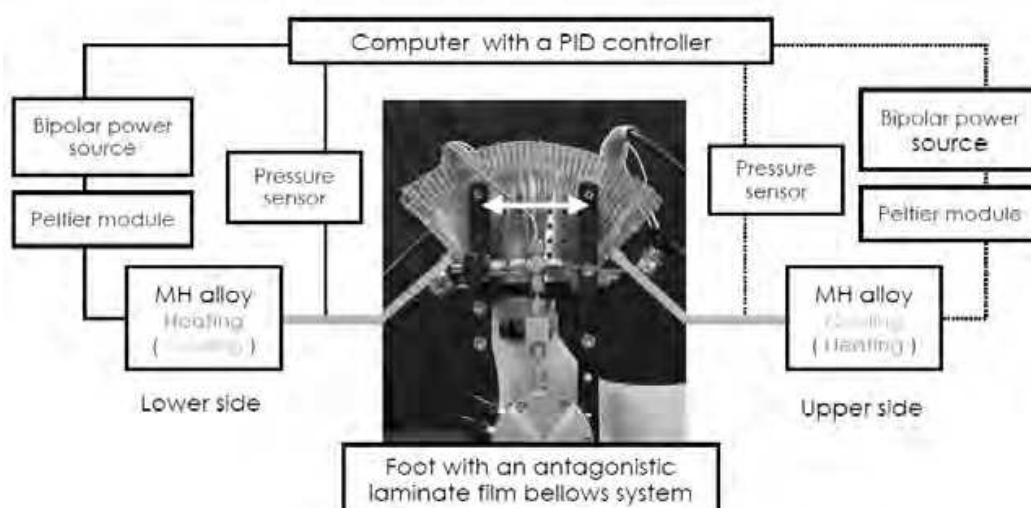 Computer with a PID controller
Bipolar power
source
Peltier module
Pressure
sensor
MH alloy
Heating
( Cooling )
Lower side
Pressure
sensor
Bipolar power
source
Peltier module
MH alloy
Cooling
( Heating )
Upper side
Foot with an antagonistic
laminate film bellows system